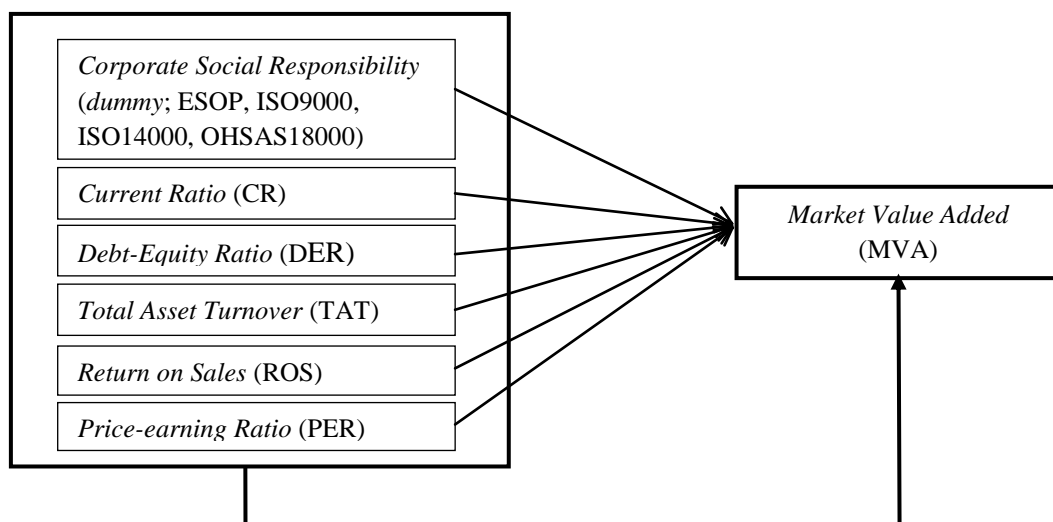 Corporate Social Responsibility
(dummy; ESOP, ISO9000,
ISO14000, OHSAS18000)
Current Ratio (CR)
Debt-Equity Ratio (DER)
Total Asset Turnover (TAT)
Return on Sales (ROS)
Price-earning Ratio (PER)
Market Value Added
(MVA)